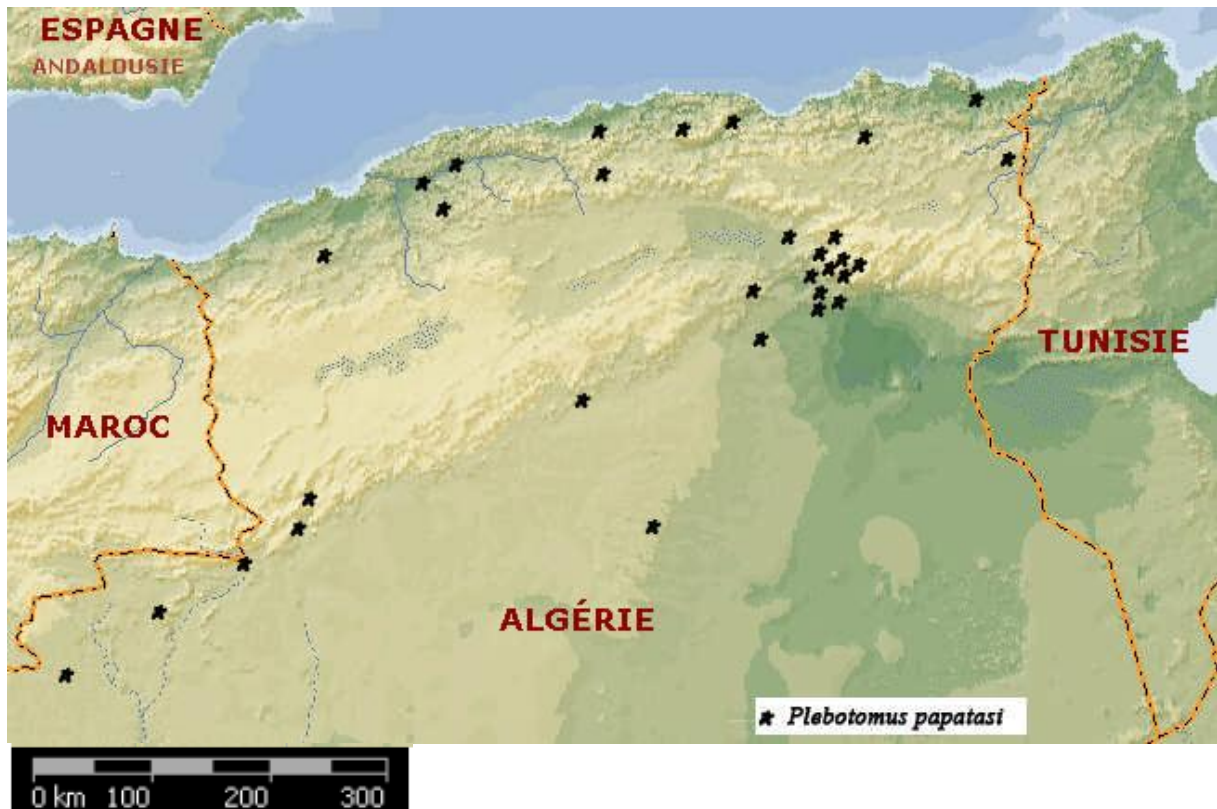 ESPAGNE
ANDALOUSIE
TUNISIE
MAROC
ALGÉRIE
Plebotomus papatasi
0 km 100 200 300